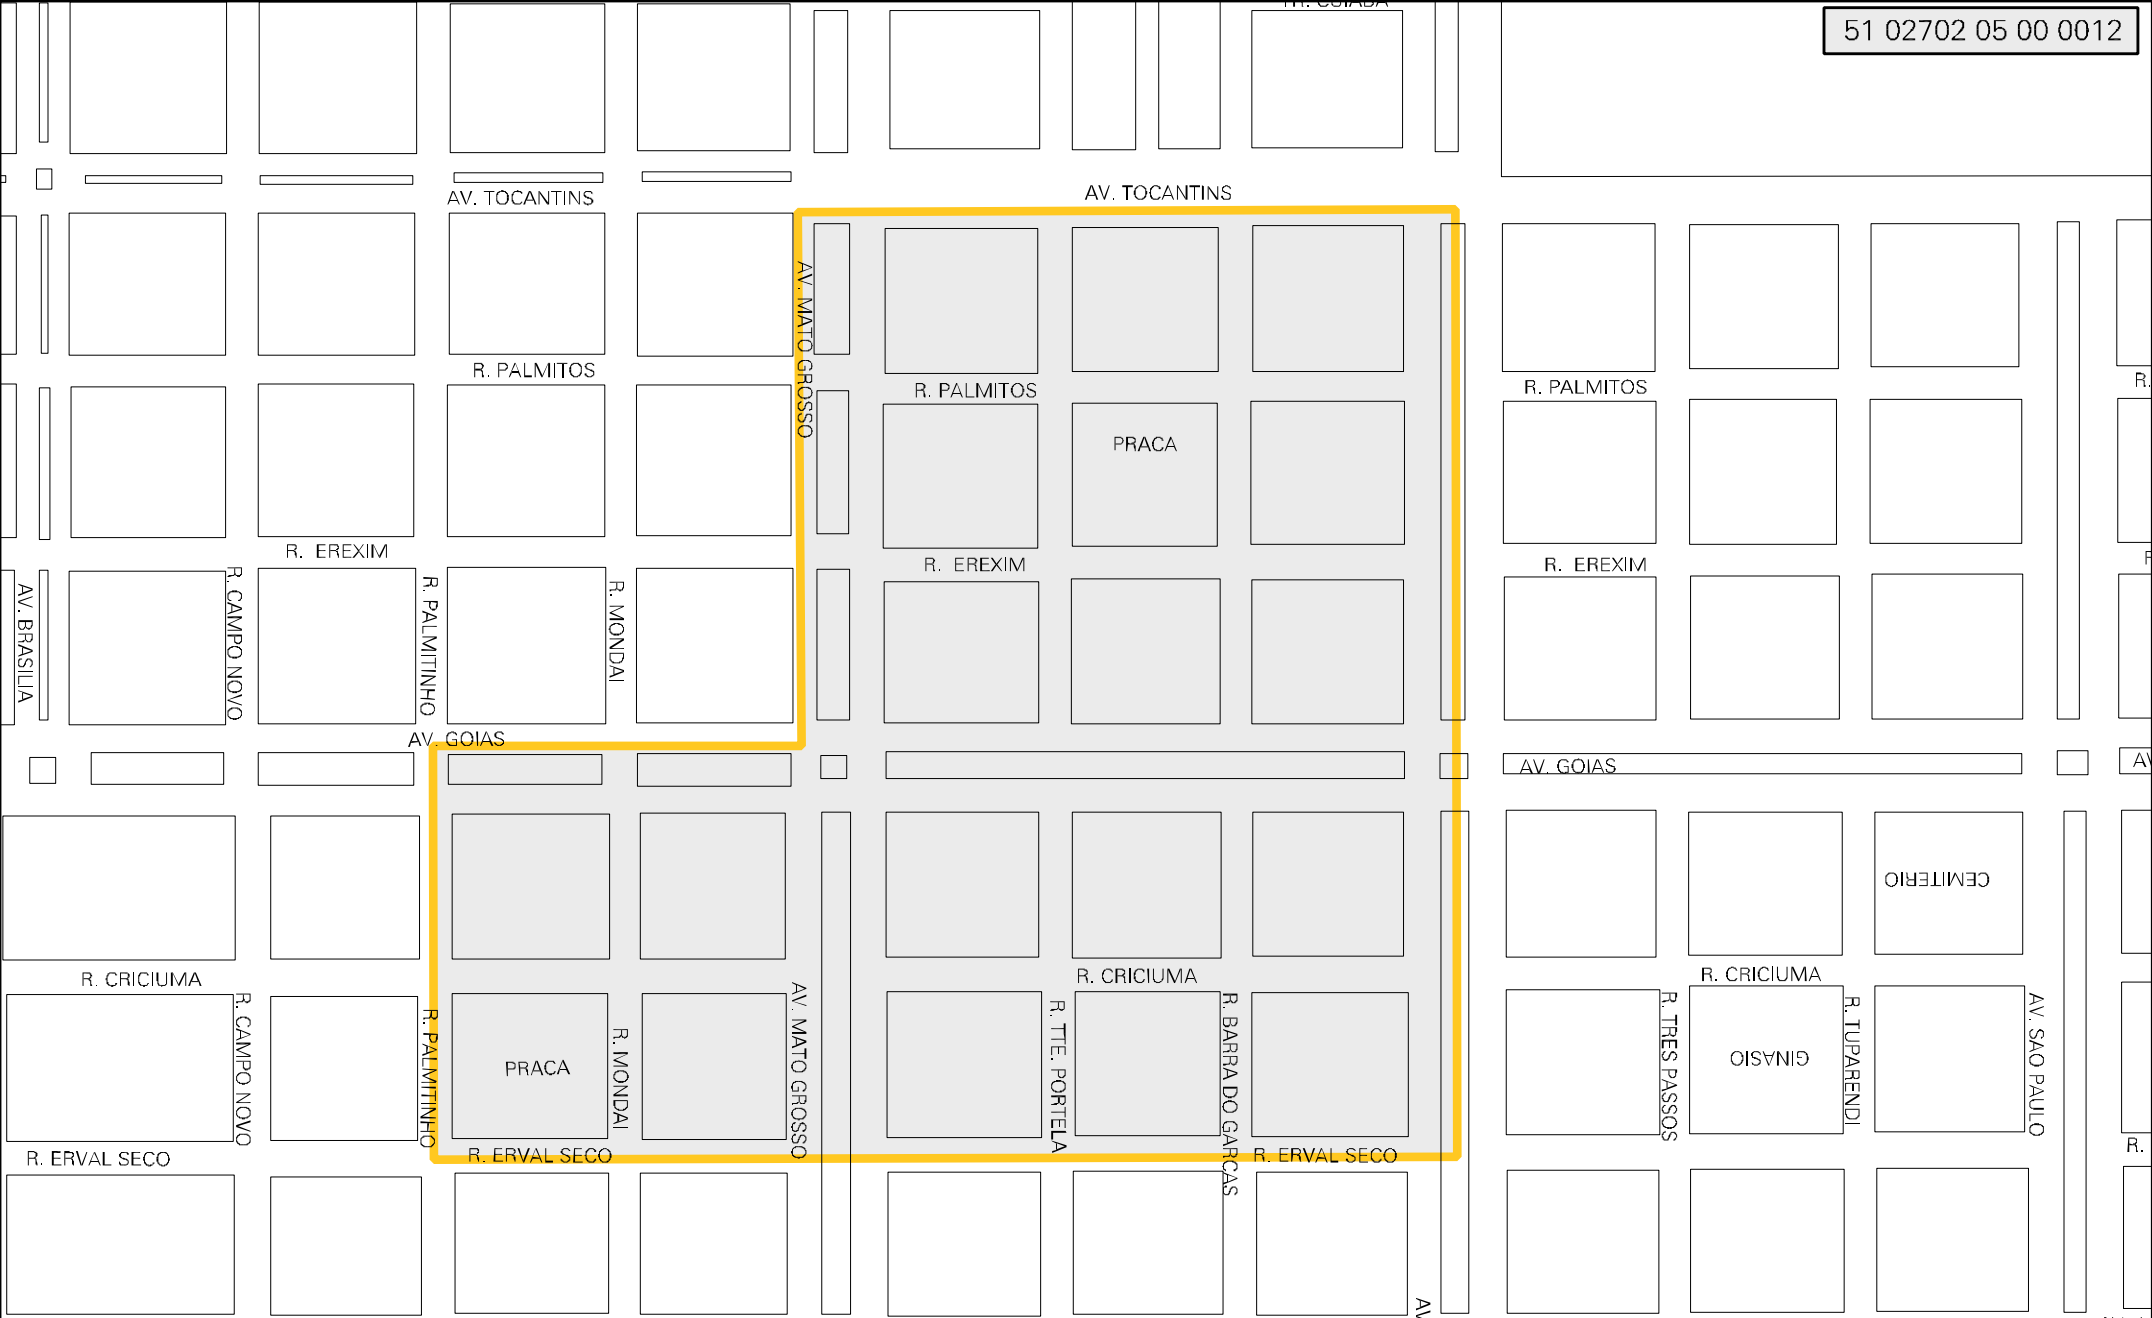 51 02702 05 00 0012
AV. TOCANTINS
AV. TOCANTINS
AV. MATO GROSSO
R. PALMITOS
R. PALMITOS
R. PALMITOS
R.
PRACA
R. EREXIM
R. EREXIM
R. EREXIM
AV. BRASILIA
R. CAMPO NOVO
R. PALMITINHO
R. MONDAI
AV. GOIAS
AV. GOIAS
CEMITERIO
R. CRICIUMA
R. CRICIUMA
R. CRICIUMA
R. CAMPO NOVO
R. PALMITINHO
PRACA
R. MONDAI
AV. MATO GROSSO
R. TTE. PORTELA
R. BARRA DO GARCAS
R. TRES PASSOS
GINASIO
R. TUPARENDI
AV. SAO PAULO
R. ERVAL SECO
R. ERVAL SECO
R. ERVAL SECO
R.
AV